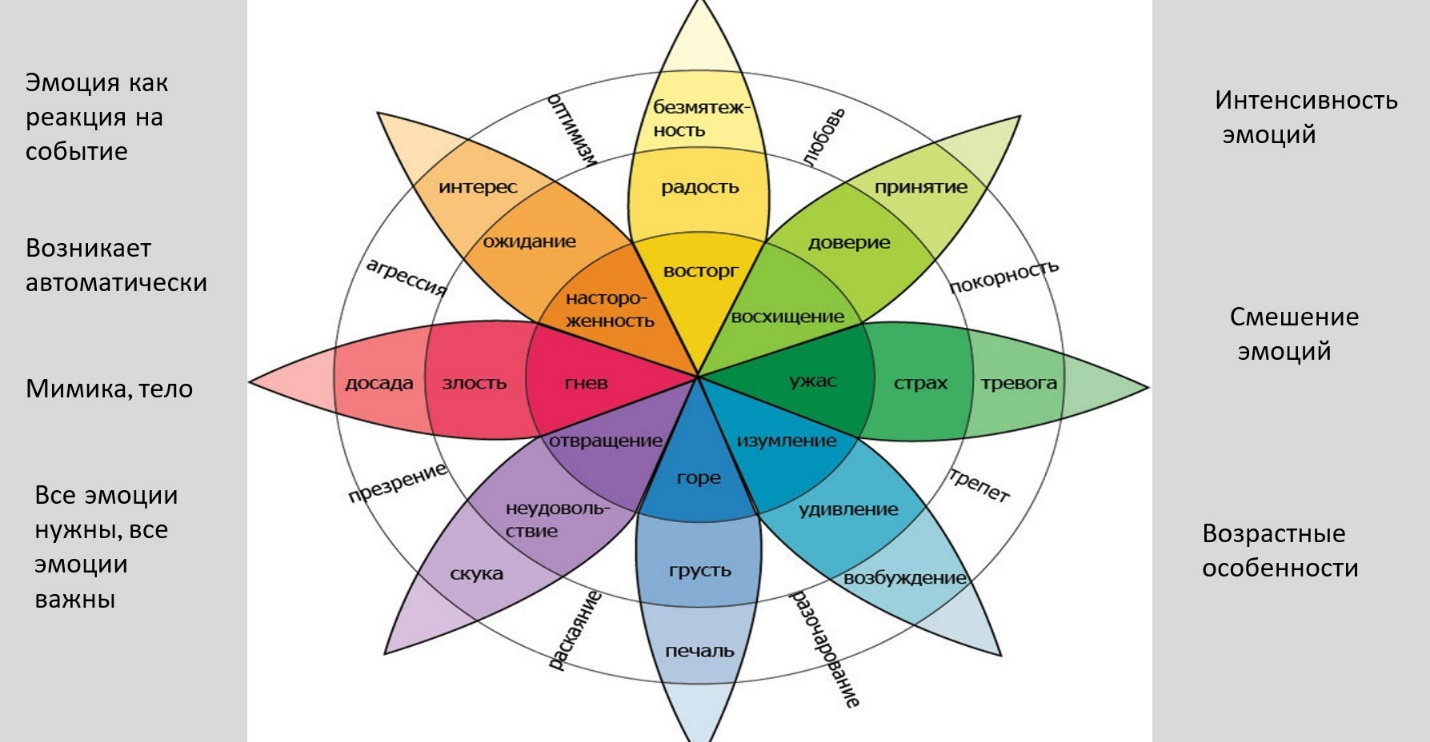 Эмоция как
реакция на
событие
Возникает
автоматически
Мимика, тело
Все эмоции
нужны, все
эмоции
важны
оптимизм
безмятеж-
ность
любовь
интерес
радость
принятие
ожидание
доверие
агрессия
восторг
покорность
насторо-
женность
восхищение
досада
злость
гнев
ужас
страх
тревога
отвращение
изумление
презрение
горе
трепет
неудоволь-
ствие
удивление
скука
грусть
возбуждение
раскаяние
печаль
разочарование
Интенсивность
эмоций
Смешение
эмоций
Возрастные
особенности